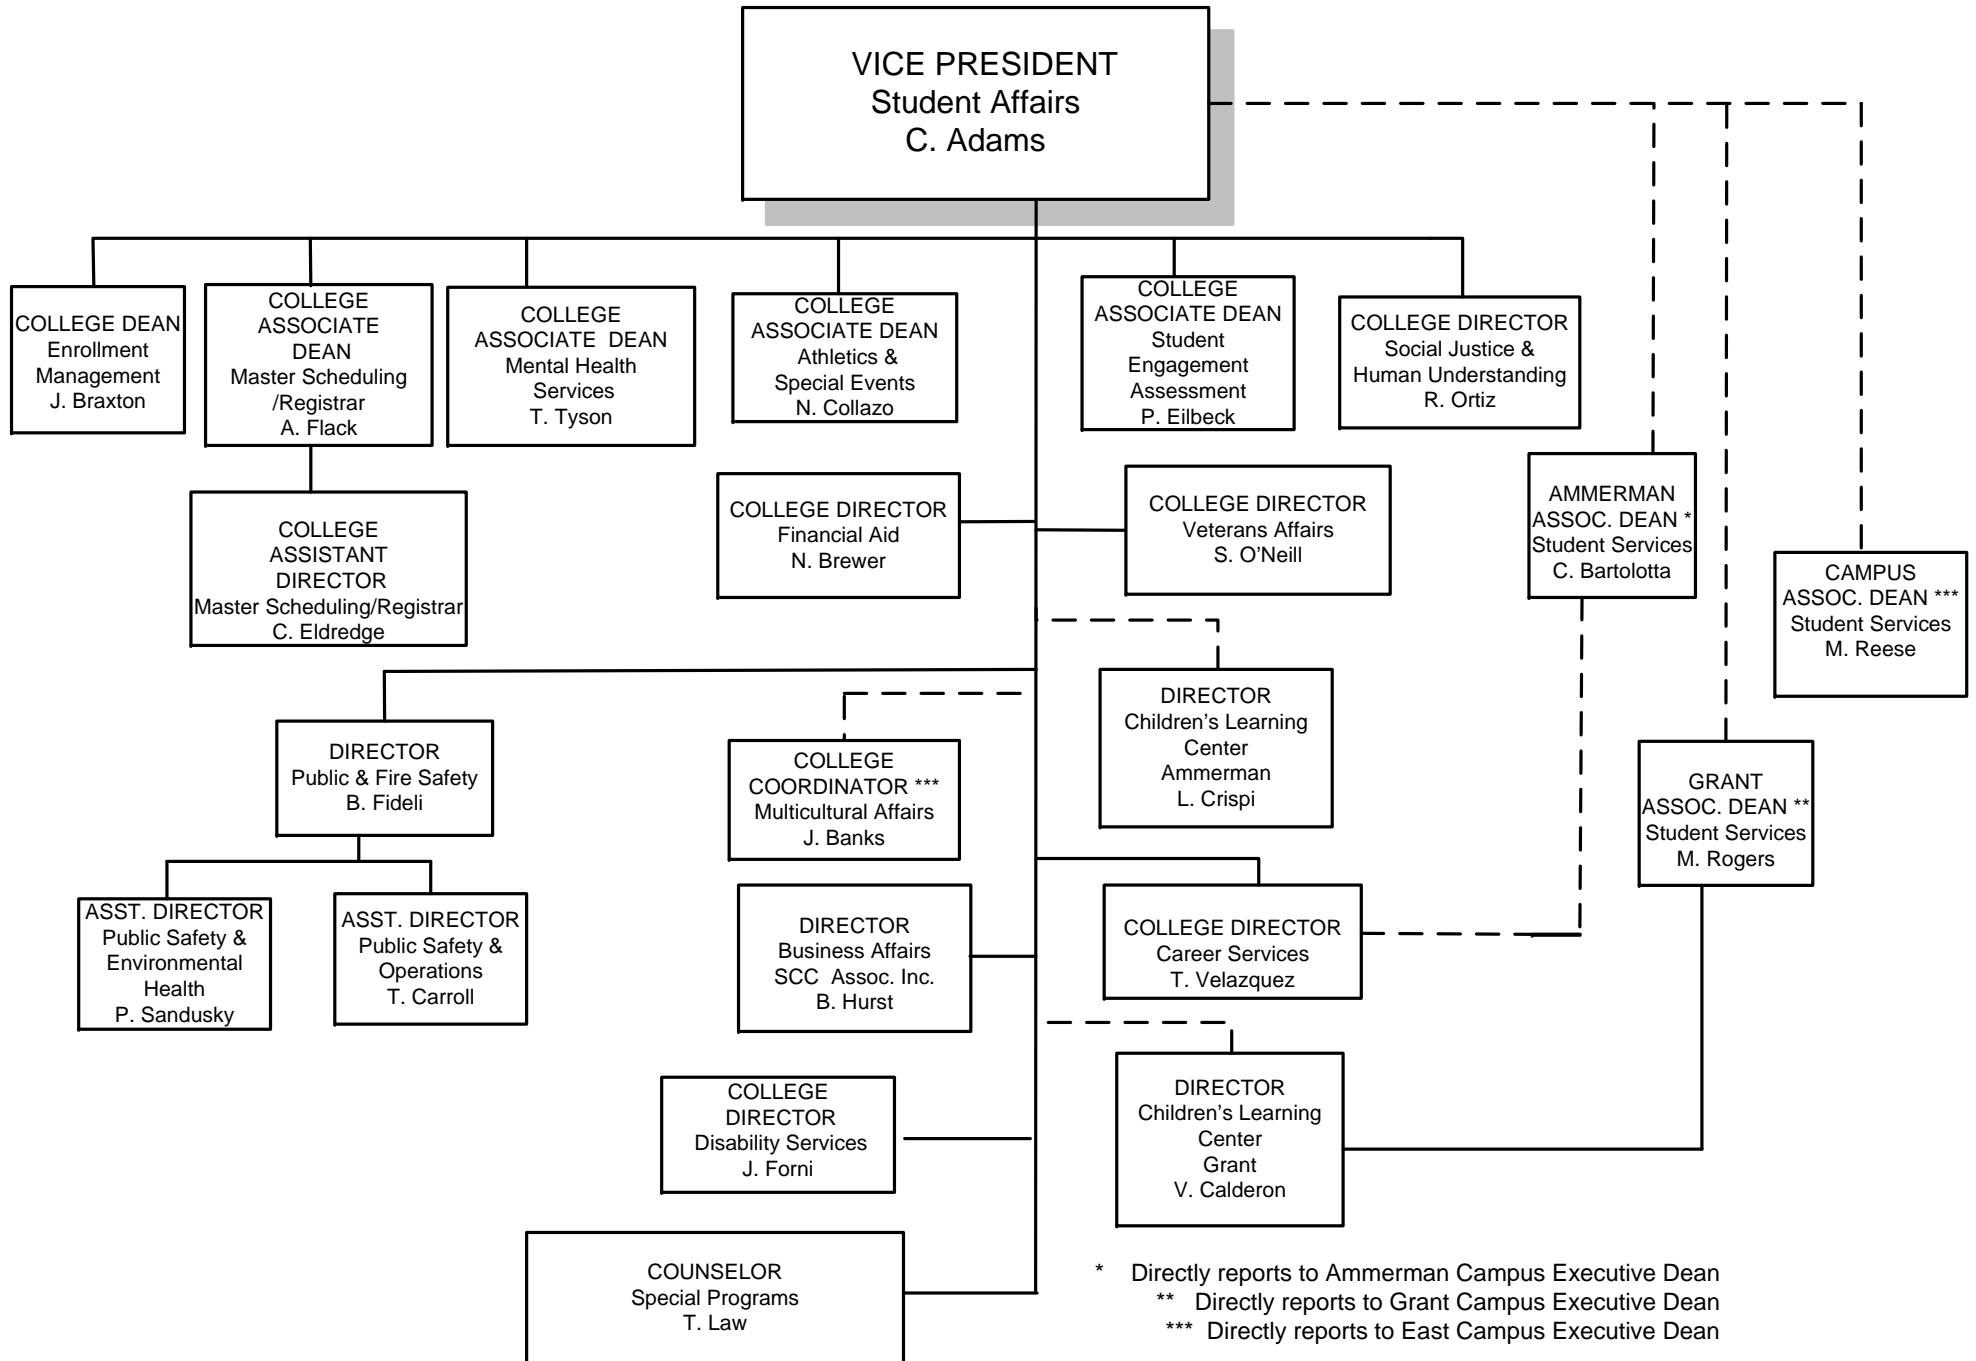 VICE PRESIDENT
Student Affairs
C. Adams
COLLEGE DEAN
Enrollment
Management
J. Braxton
COLLEGE
ASSOCIATE
DEAN
Master Scheduling
/Registrar
A. Flack
COLLEGE
ASSOCIATE DEAN
Mental Health
Services
T. Tyson
COLLEGE
ASSOCIATE DEAN
Athletics &
Special Events
N. Collazo
COLLEGE
ASSOCIATE DEAN
Student
Engagement
Assessment
P. Eilbeck
COLLEGE DIRECTOR
Social Justice &
Human Understanding
R. Ortiz
COLLEGE
ASSISTANT
DIRECTOR
Master Scheduling/Registrar
C. Eldredge
COLLEGE DIRECTOR
Financial Aid
N. Brewer
COLLEGE DIRECTOR
Veterans Affairs
S. O’Neill
AMMERMAN
ASSOC. DEAN *
Student Services
C. Bartolotta
CAMPUS
ASSOC. DEAN ***
Student Services
M. Reese
DIRECTOR
Public & Fire Safety
B. Fideli
COLLEGE
COORDINATOR ***
Multicultural Affairs
J. Banks
DIRECTOR
Children’s Learning
Center
Ammerman
L. Crispi
GRANT
ASSOC. DEAN **
Student Services
M. Rogers
ASST. DIRECTOR
Public Safety &
Environmental
Health
P. Sandusky
ASST. DIRECTOR
Public Safety &
Operations
T. Carroll
DIRECTOR
Business Affairs
SCC Assoc. Inc.
B. Hurst
COLLEGE DIRECTOR
Career Services
T. Velazquez
COLLEGE
DIRECTOR
Disability Services
J. Forni
DIRECTOR
Children’s Learning
Center
Grant
V. Calderon
COUNSELOR
Special Programs
T. Law
* Directly reports to Ammerman Campus Executive Dean
** Directly reports to Grant Campus Executive Dean
*** Directly reports to East Campus Executive Dean